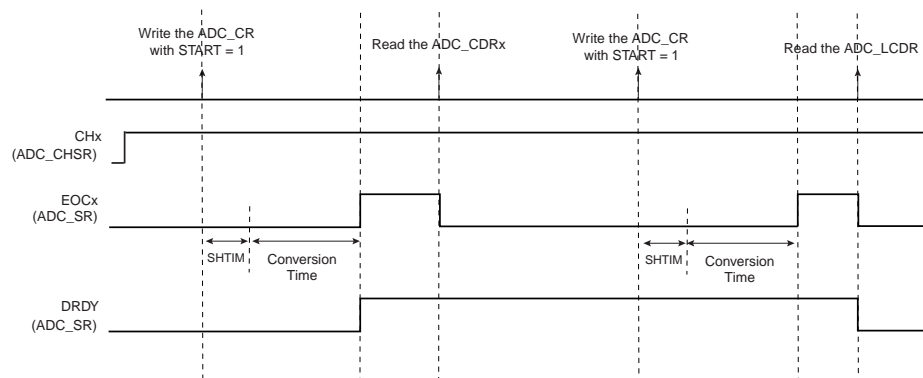 Write the ADC_CR
with START = 1
Read the ADC_CDRx
Write the ADC_CR
with START = 1
Read the ADC_LCDR
CHx
(ADC_CHSR)
EOCx
(ADC_SR)
SHTIM
Conversion
Time
SHTIM
Conversion
Time
DRDY
(ADC_SR)